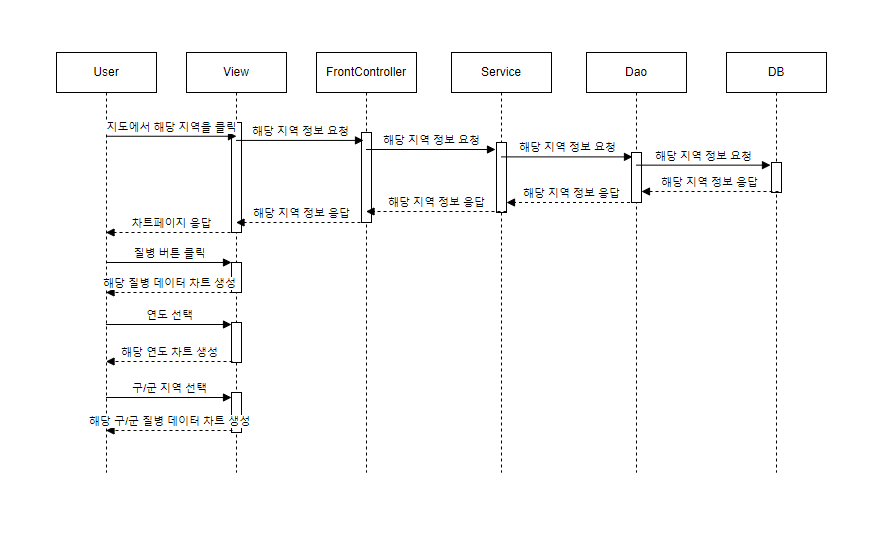 User
View
FrontController
Service
Dao
DB
지도에서 해당 지역을 클릭
해당 지역 정보 요청
해당 지역 정보 요청
해당 지역 정보 요청
해당 지역 정보 요청
해당 지역 정보 응답
해당 지역 정보 응답
해당 지역 정보 응답
해당 지역 정보 응답
차트페이지 응답
질병 버튼 클릭
해당 질병 데이터 차트 생성
연도 선택
해당 연도 차트 생성
구/군 지역 선택
해당 구/군 질병 데이터 차트 생성